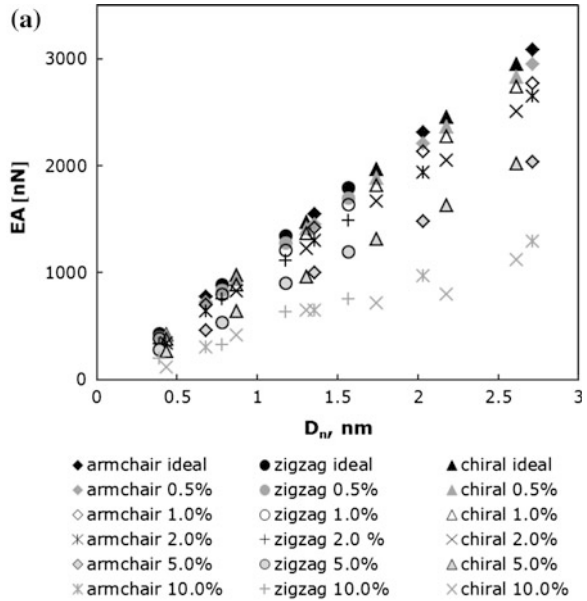 (a)
3000
2000
1000
0
EA [nN]
0 0.5 1 1.5 2 2.5 3
Dn, nm
armchair ideal zigzag ideal chiral ideal
armchair 0.5% zigzag 0.5% chiral 0.5%
armchair 1.0% zigzag 1.0% chiral 1.0%
armchair 2.0% zigzag 2.0 % chiral 2.0%
armchair 5.0% zigzag 5.0% chiral 5.0%
armchair 10.0% zigzag 10.0% chiral 10.0%